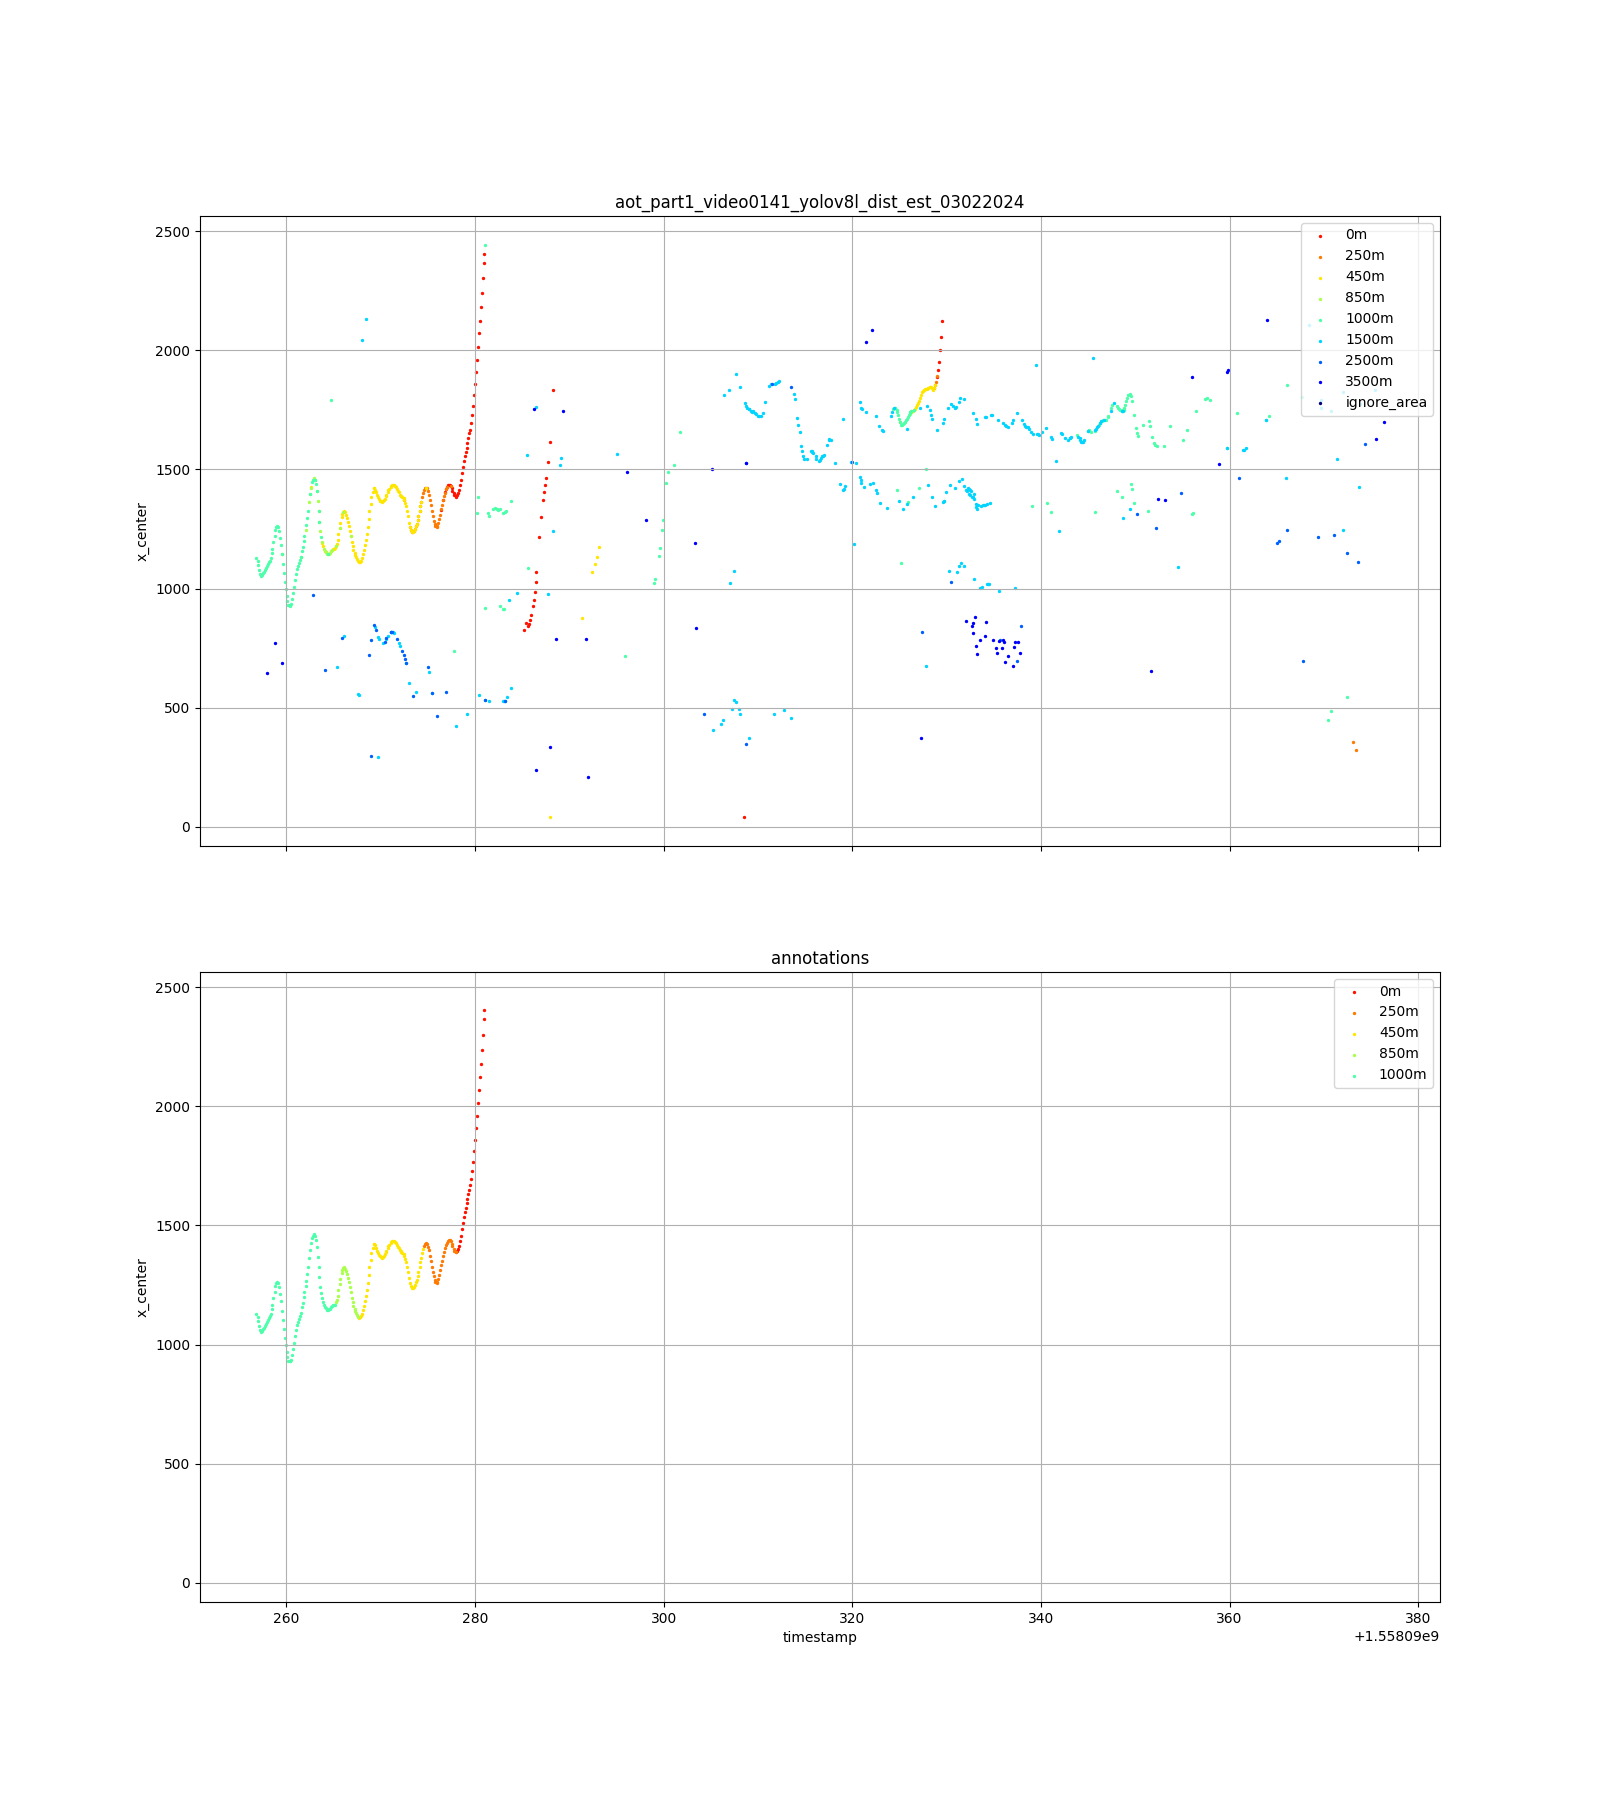 aot_part1_video0141_yolov8l_dist_est_03022024
2500
2000
1500
1000
500
0
x_center
0m
250m
450m
850m
1000m
1500m
2500m
3500m
ignore_area
annotations
2500
2000
1500
1000
500
0
x_center
0m
250m
450m
850m
1000m
260
280
300
320
340
360
380
timestamp
+1.55809e9